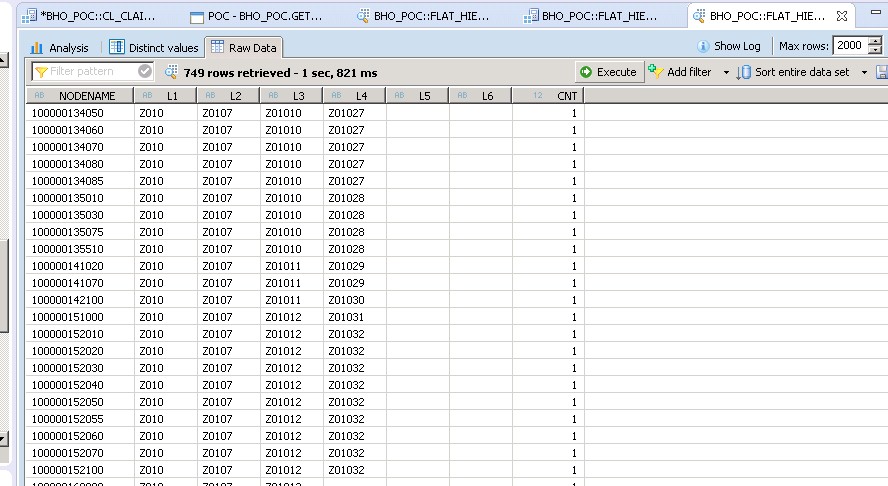 *BHO_POC::CL_CLAI... POC - BHO_POC.GET... BHO_POC::FLAT_HIE... BHO_POC::FLAT_HIE... BHO_POC::FLAT_HIE...
Analysis Distinct values Raw Data Show Log Max rows: 2000
Filter pattern 749 rows retrieved - 1 sec, 821 ms Execute Add filter Sort entire data set
AB NODENAME AB L1 AB L2 AB L3 AB L4 AB L5 AB L6 12 CNT
100000134050 Z010 Z0107 Z01010 Z01027 1
100000134060 Z010 Z0107 Z01010 Z01027 1
100000134070 Z010 Z0107 Z01010 Z01027 1
100000134080 Z010 Z0107 Z01010 Z01027 1
100000134085 Z010 Z0107 Z01010 Z01027 1
100000135010 Z010 Z0107 Z01010 Z01028 1
100000135030 Z010 Z0107 Z01010 Z01028 1
100000135075 Z010 Z0107 Z01010 Z01028 1
100000135510 Z010 Z0107 Z01010 Z01028 1
100000141020 Z010 Z0107 Z01011 Z01029 1
100000141070 Z010 Z0107 Z01011 Z01029 1
100000142100 Z010 Z0107 Z01011 Z01030 1
100000151000 Z010 Z0107 Z01012 Z01031 1
100000152010 Z010 Z0107 Z01012 Z01032 1
100000152020 Z010 Z0107 Z01012 Z01032 1
100000152030 Z010 Z0107 Z01012 Z01032 1
100000152040 Z010 Z0107 Z01012 Z01032 1
100000152050 Z010 Z0107 Z01012 Z01032 1
100000152055 Z010 Z0107 Z01012 Z01032 1
100000152060 Z010 Z0107 Z01012 Z01032 1
100000152070 Z010 Z0107 Z01012 Z01032 1
100000152100 Z010 Z0107 Z01012 Z01032 1